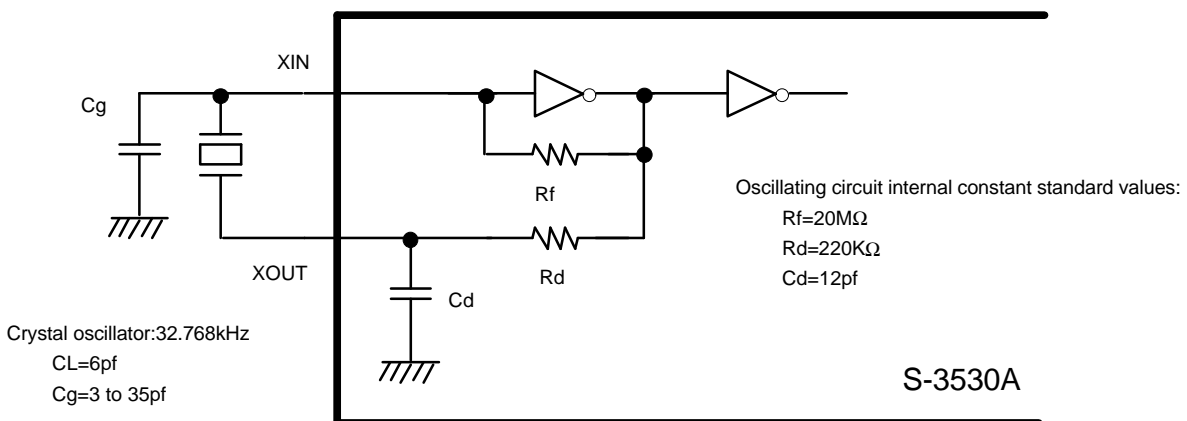 XIN
Cg
Rf
Oscillating circuit internal constant standard values:
Rf=20MΩ
Rd=220KΩ
Cd=12pf
XOUT
Rd
Cd
Crystal oscillator:32.768kHz
CL=6pf
Cg=3 to 35pf
S-3530A